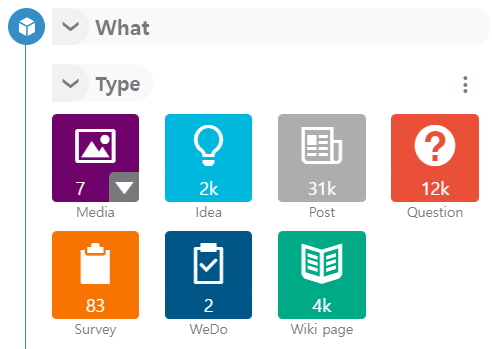 What
Type
7 2k 31k 12k
Media Idea Post Question
83 2 4k
Survey WeDo Wiki page